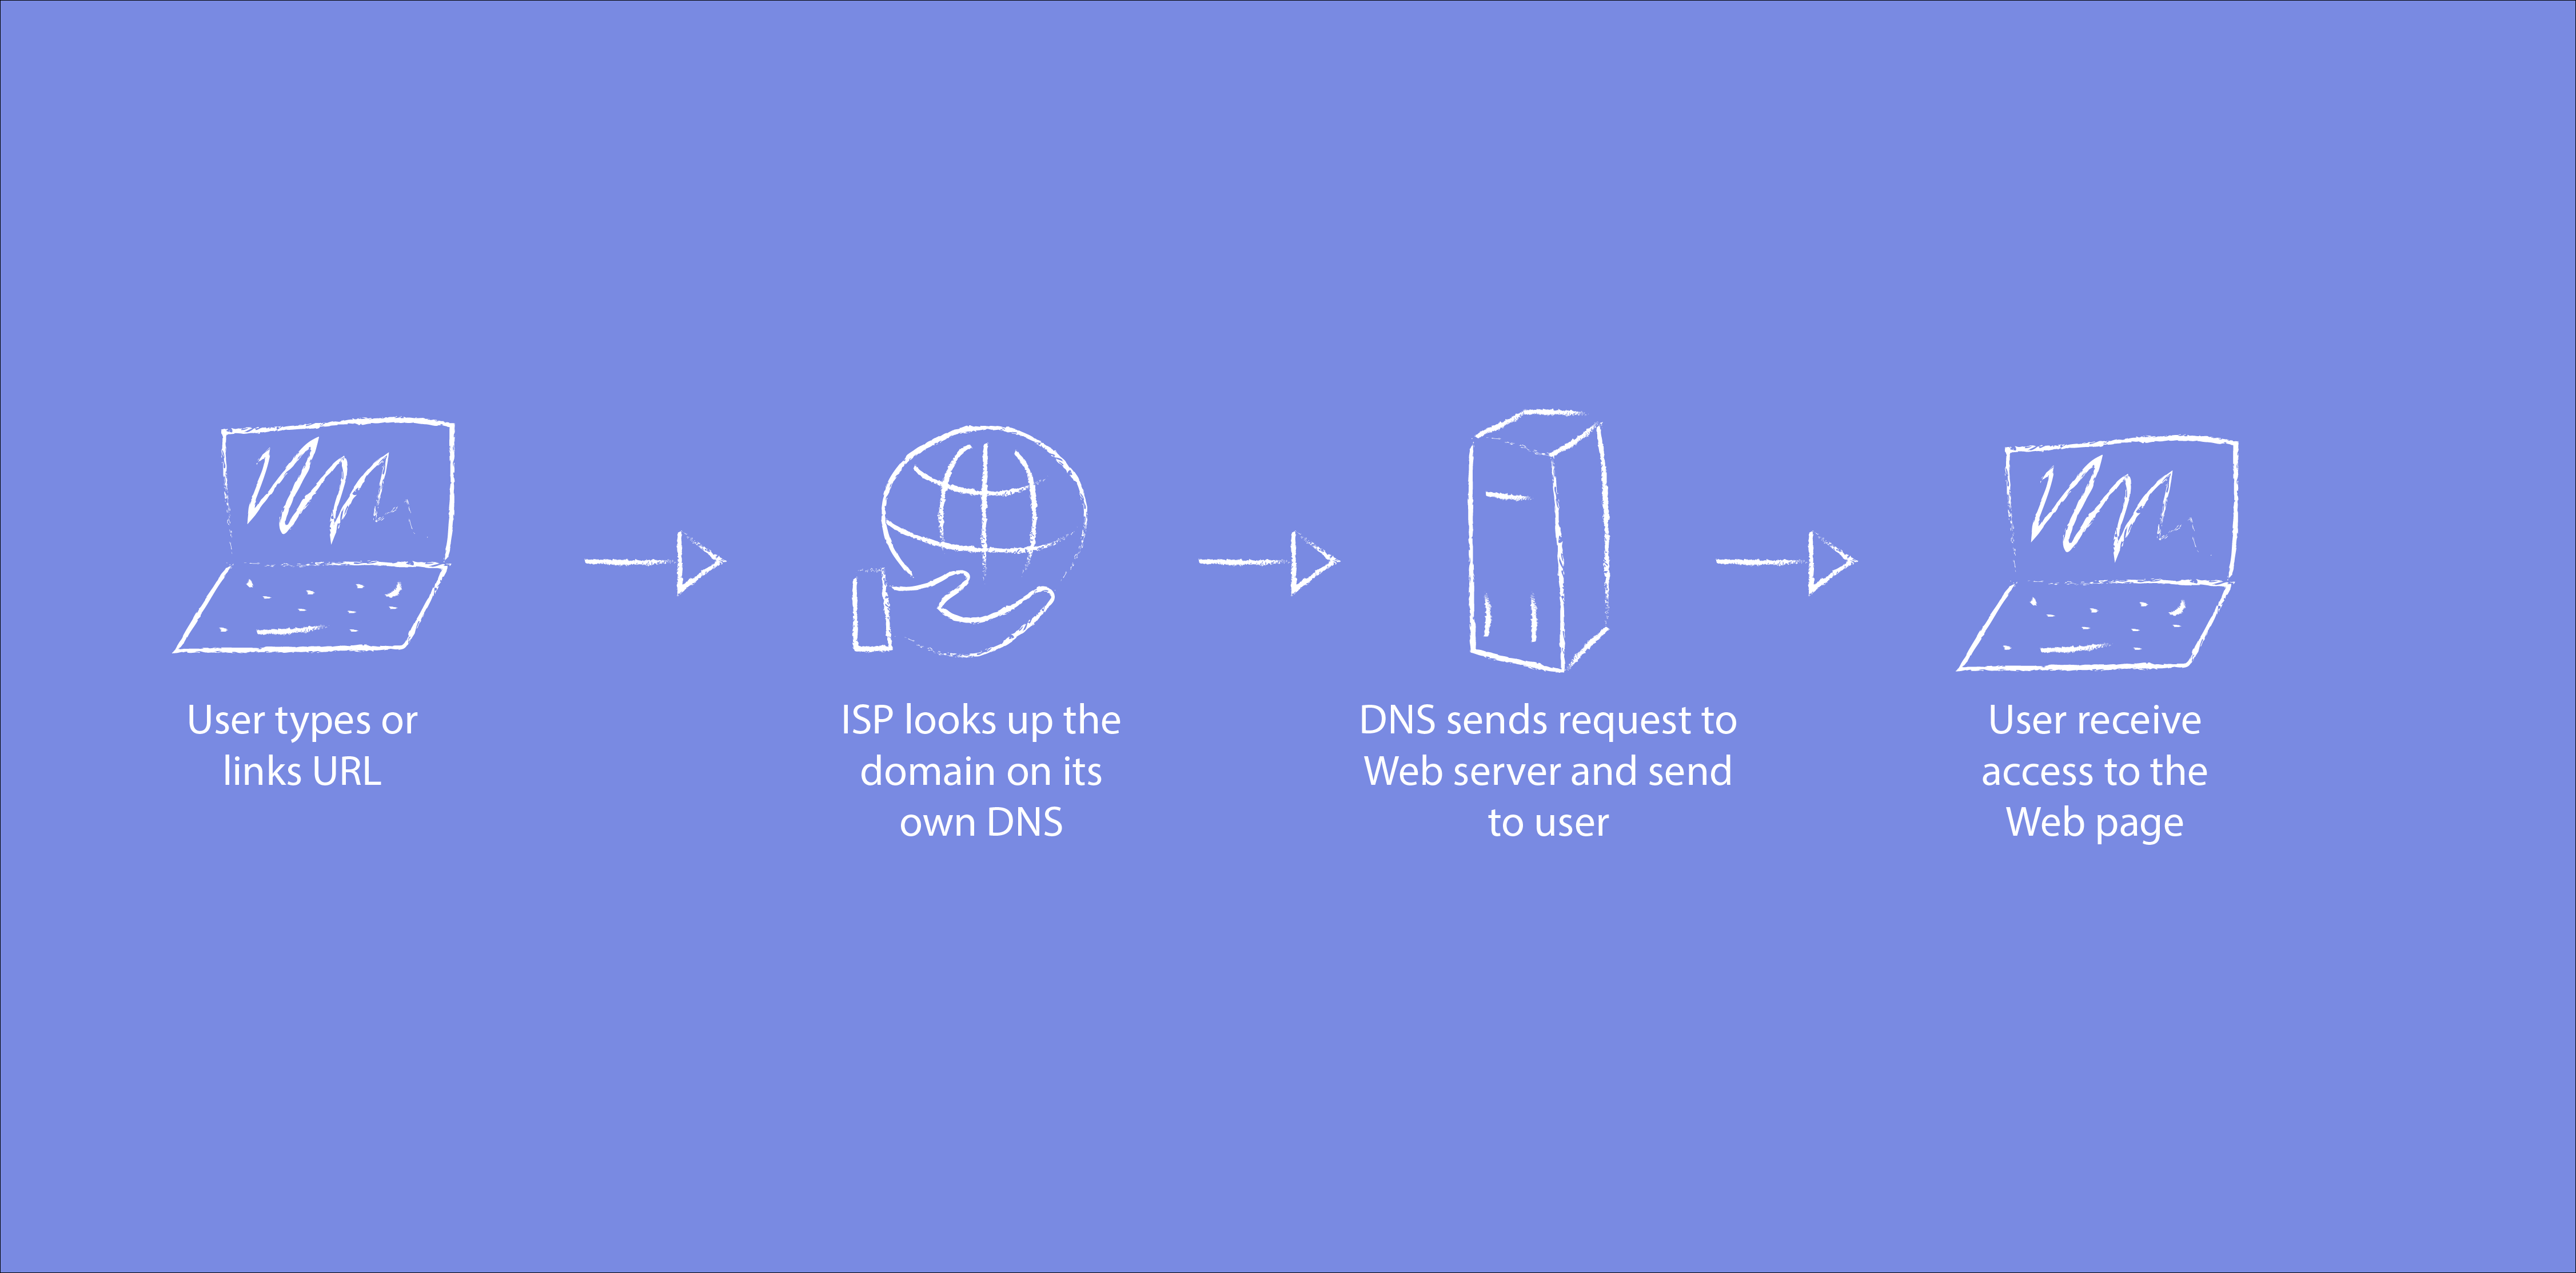 User types or
links URL
ISP looks up the
domain on its
own DNS
DNS sends request to
Web server and send
to user
User receive
access to the
Web page